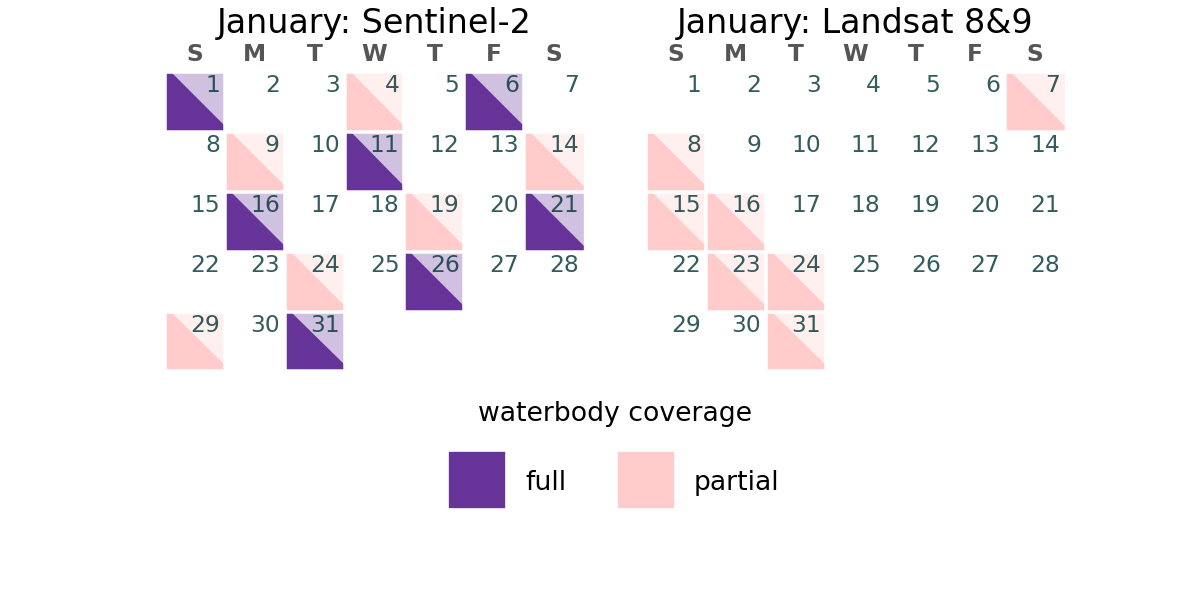 January: Sentinel-2
S M T W T F S
1 2 3 4 5 6 7
8 9 10 11 12 13 14
15 16 17 18 19 20 21
22 23 24 25 26 27 28
29 30 31
January: Landsat 8&9
S M T W T F S
1 2 3 4 5 6 7
8 9 10 11 12 13 14
15 16 17 18 19 20 21
22 23 24 25 26 27 28
29 30 31
waterbody coverage
full partial